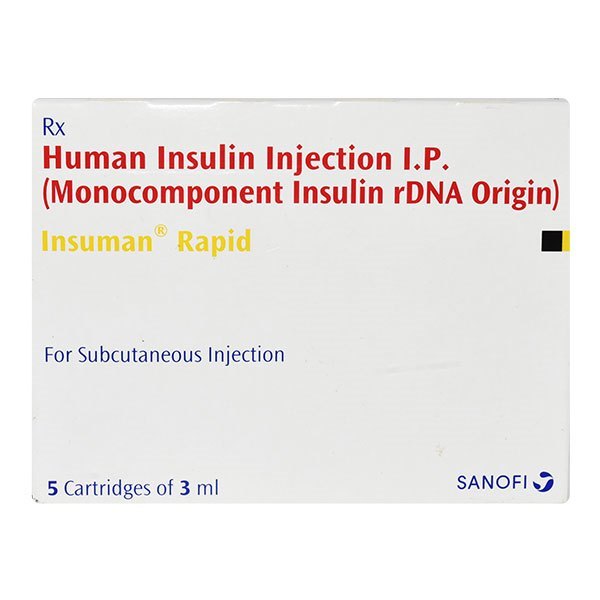 Rx
Human Insulin Injection I.P.
(Monocomponent Insulin rDNA Origin)
Insuman® Rapid
For Subcutaneous Injection
5 Cartridges of 3 ml
SANOFI